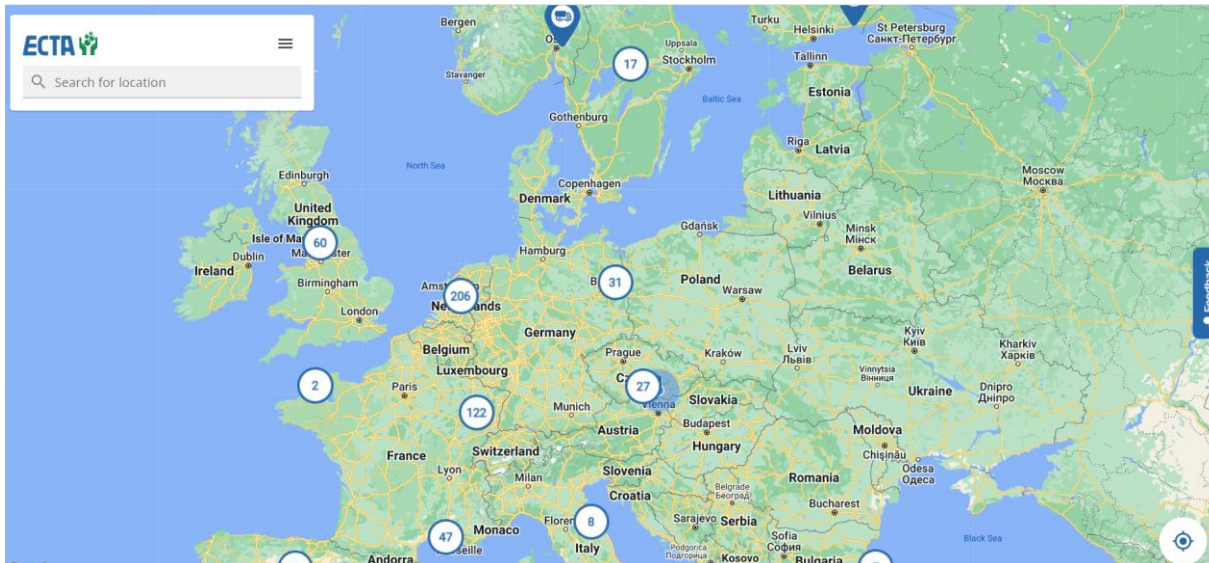 ECTA
Search for location
Bergen
Turku
Helsinki
St Petersburg
Санкт-Петербург
Uppsala
17
Stockholm
Tallinn
Stavanger
Estonia
Baltic Sea
Gothenburg
Riga
Latvia
Moscow
Москва
North Sea
Edinburgh
Copenhagen
Denmark
Lithuania
United
Kingdom
Vilnius
Gdańsk
Minsk
Мінск
Isle of
60
Dublin
Hamburg
Ireland
Belarus
Birmingham
31
Poland
Warsaw
206
London
Germany
Kyiv
Київ
Kharkiv
Харків
Belgium
Prague
Kraków
Lviv
Львів
Luxembourg
Vinnytsia
Вінниця
2
Paris
27
Ukraine
Dnipro
Дніпро
122
Munich
Vienna
Slovakia
Austria
Budapest
Moldova
Hungary
France
Switzerland
Chișinău
Odesa
Одеса
Lyon
Milan
Slovenia
Romania
Croatia
Belgrade
Београд
Bucharest
8
Monaco
Sarajevo
Serbia
47
Italy
Sofia
София
Black Sea
Podgorica
Подгорица
Kosovo
Bulgaria
Andorra
Feedback